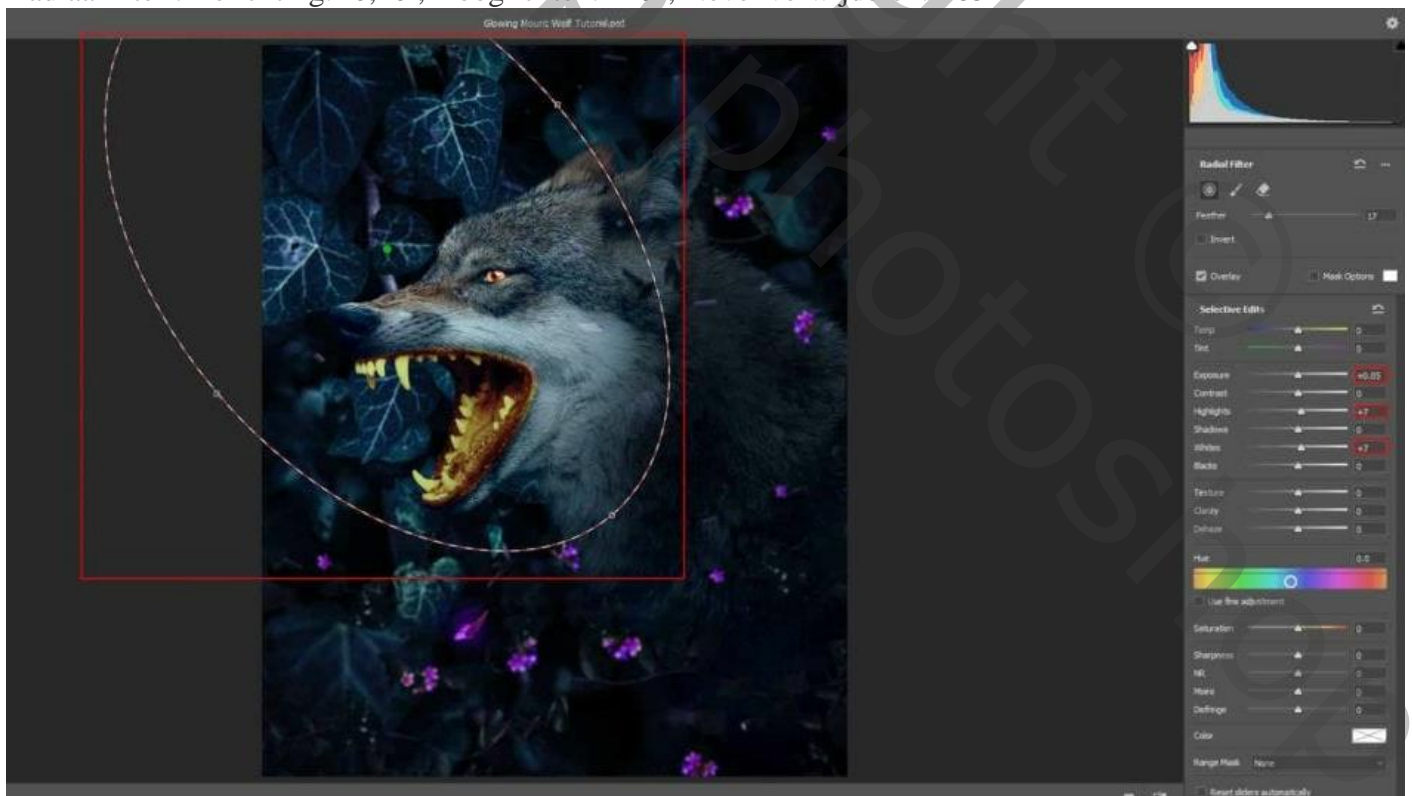 Glowing Mount Wolf Tutorial.psd
Radial Filter
Feather 17
Invert
Overlay Mask Options
Selective Edits
Temp 0
Tint 0
Exposure +0.05
Contrast 0
Highlights +7
Shadows 0
Whites +7
Blacks 0
Texture 0
Clarity 0
Dehaze 0
Hue 0.0
Use fine adjustment
Saturation 0
Sharpness 0
NR 0
Moire 0
Defringe 0
Color
Range Mask None
Reset sliders automatically